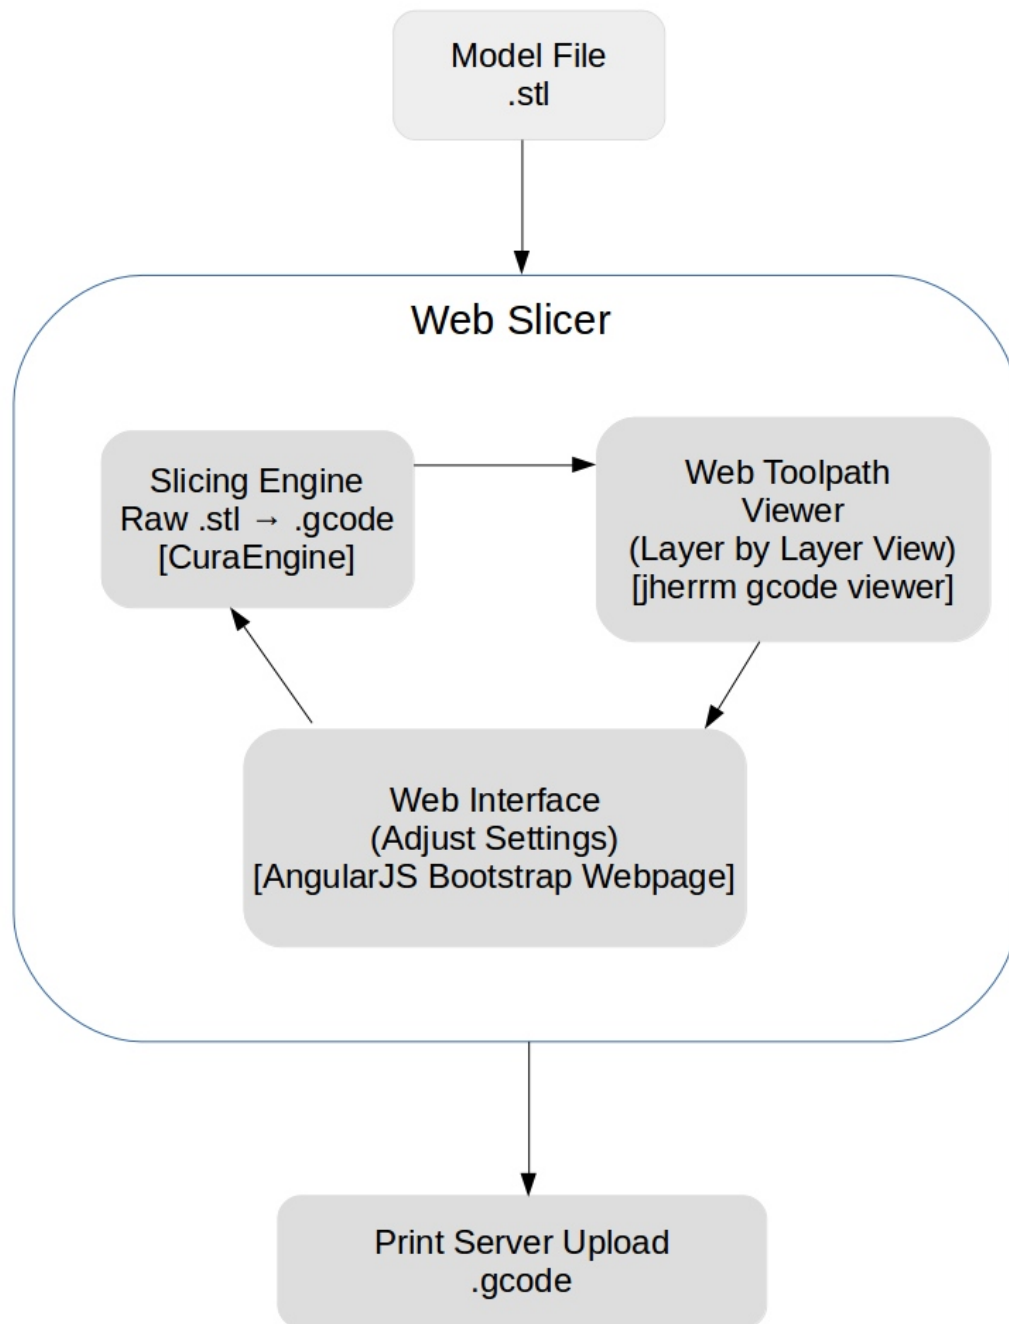 Model File
.stl
Web Slicer
Slicing Engine
Raw .stl → .gcode
[CuraEngine]
Web Toolpath
Viewer
(Layer by Layer View)
[jherrm gcode viewer]
Web Interface
(Adjust Settings)
[AngularJS Bootstrap Webpage]
Print Server Upload
.gcode